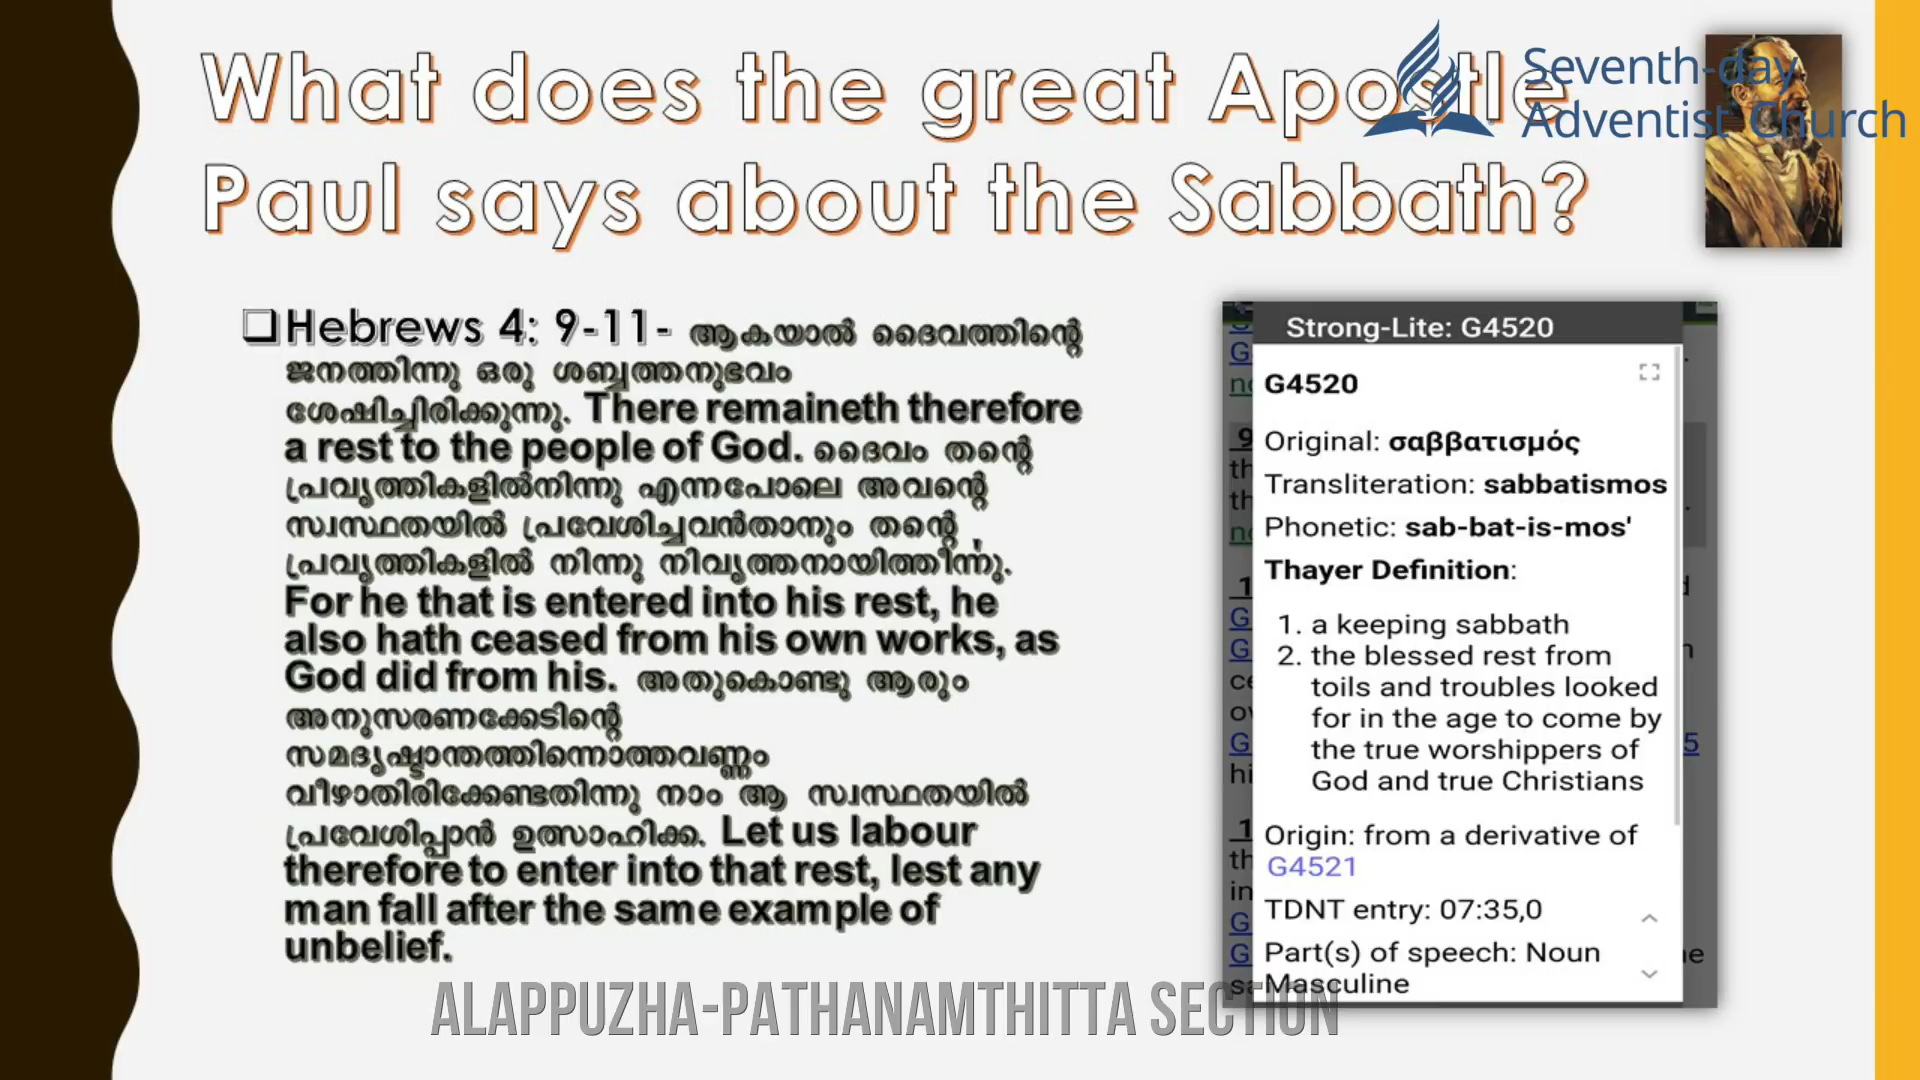 What does the great Apostle
Paul says about the Sabbath?
Seventh-day
Adventist Church
❑Hebrews 4: 9-11- ആകയാൽ ദൈവത്തിന്റെ
ജനത്തിന്നു ഒരു ശബ്ബത്തനുഭവം
ശേഷിച്ചിരിക്കുന്നു. There remaineth therefore
a rest to the people of God. ദൈവം തന്റെ
പ്രവൃത്തികളിൽനിന്നു എന്നപോലെ അവന്റെ
സ്വസ്ഥതയിൽ പ്രവേശിച്ചവൻതാനും തന്റെ
പ്രവൃത്തികളിൽ നിന്നു നിവൃത്തനായിത്തീർന്നു.
For he that is entered into his rest, he
also hath ceased from his own works, as
God did from his. അതുകൊണ്ടു ആരും
അനുസരണക്കേടിന്റെ
സമദൃഷ്ടാന്തത്തിന്നൊത്തവണ്ണം
വീഴാതിരിക്കേണ്ടതിന്നു നാം ആ സ്വസ്ഥതയിൽ
പ്രവേശിപ്പാൻ ഉത്സാഹിക്ക. Let us labour
therefore to enter into that rest, lest any
man fall after the same example of
unbelief.
Strong-Lite: G4520
G4520
Original: σαββατισμός
Transliteration: sabbatismos
Phonetic: sab-bat-is-mos'
Thayer Definition:
1. a keeping sabbath
2. the blessed rest from
toils and troubles looked
for in the age to come by
the true worshippers of
God and true Christians
Origin: from a derivative of
G4521
TDNT entry: 07:35,0
Part(s) of speech: Noun
Masculine
ALAPPUZHA-PATHANAMTHITTA SECTION